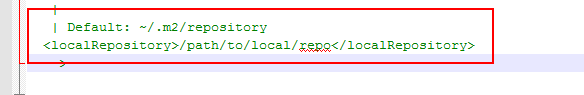 |
| Default: ~/.m2/repository
<localRepository>/path/to/local/repo</localRepository>
>